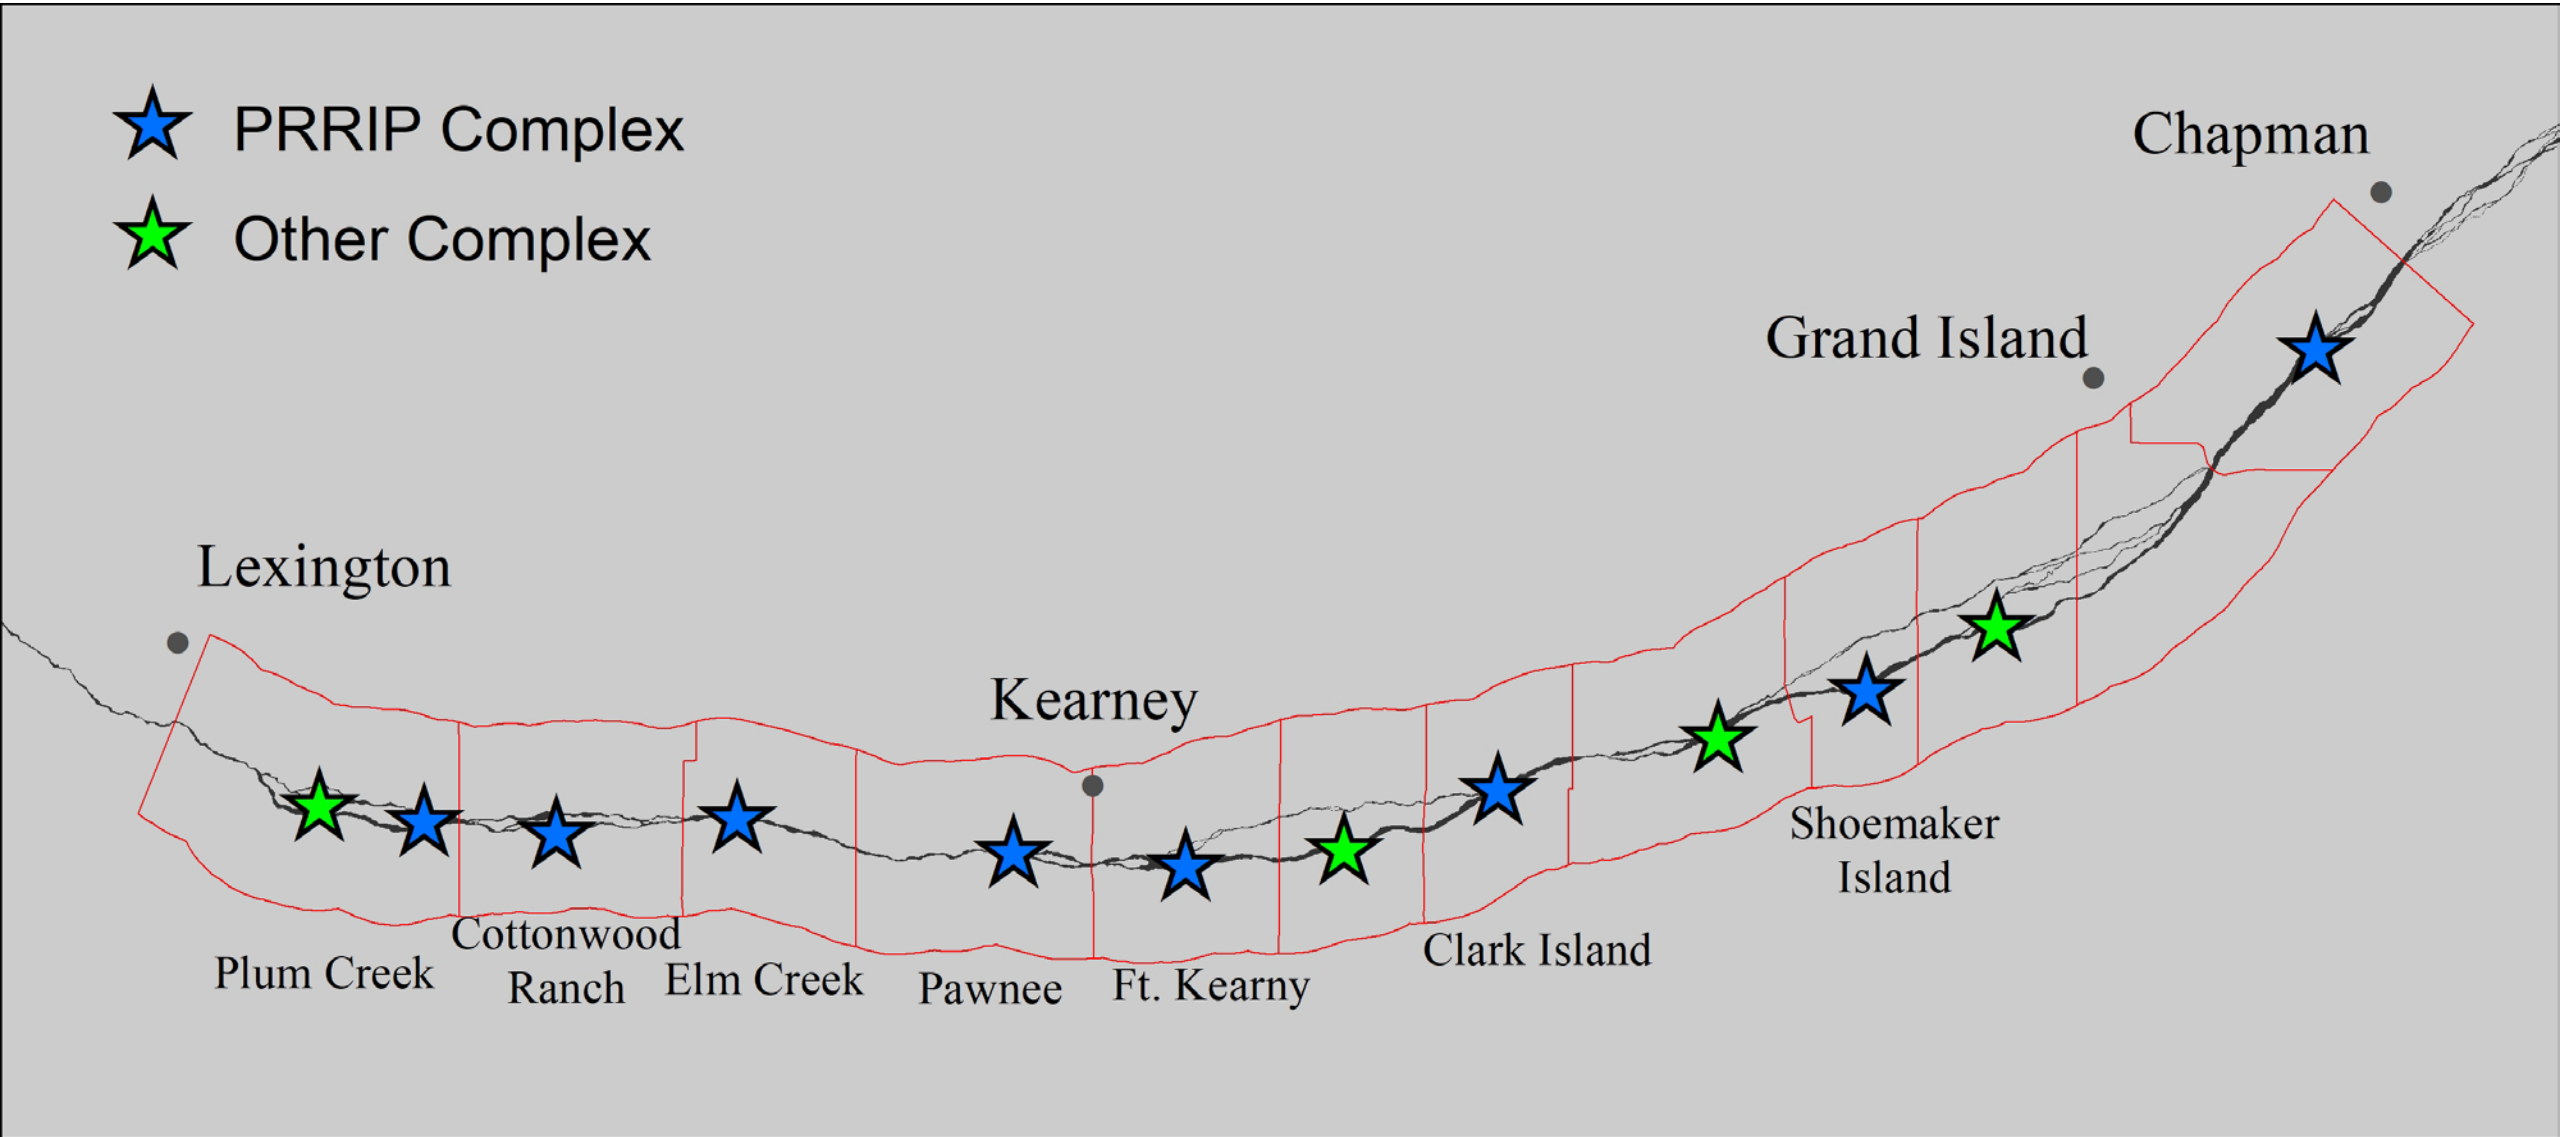 PRRIP Complex
Other Complex
Chapman
Grand Island
Lexington
Kearney
Shoemaker
Island
Cottonwood
Ranch
Plum Creek
Elm Creek
Pawnee
Ft. Kearny
Clark Island